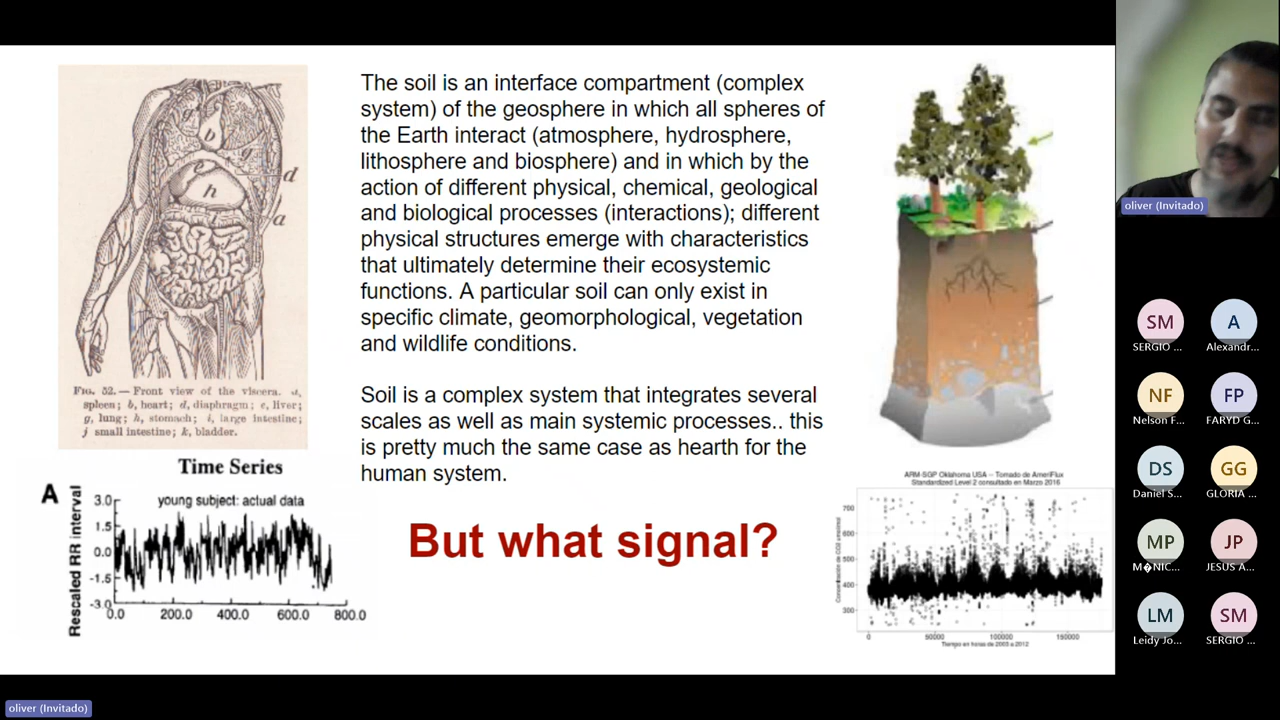 The soil is an interface compartment (complex
system) of the geosphere in which all spheres of
the Earth interact (atmosphere, hydrosphere,
lithosphere and biosphere) and in which by the
action of different physical, chemical, geological
and biological processes (interactions); different
physical structures emerge with characteristics
that ultimately determine their ecosystemic
functions. A particular soil can only exist in
specific climate, geomorphological, vegetation
and wildlife conditions.
Soil is a complex system that integrates several
scales as well as main systemic processes.. this
is pretty much the same case as hearth for the
human system.
But what signal?
b
g
e
h
d
a
FIG. 52.—Front view of the viscera. a,
spleen; b, heart; d, diaphragm; e, liver;
g, lung; h, stomach; i, large intestine;
j small intestine; k, bladder.
Time Series
A
young subject: actual data
Rescaled RR interval
3.0
1.5
0.0
-1.5
-3.0
0.0
200.0
400.0
600.0
800.0
ARM-SGP Oklahoma USA -- Tomado de AmeriFlux
Standardized Level 2 consultado en Marzo 2016
700
600
500
400
300
0
50000
100000
150000
Tiempo en horas de 2003 a 2012
oliver (Invitado)
SM
SERGIO ...
A
Alexandr...
NF
Nelson F...
FP
FARYD G...
DS
Daniel S...
GG
GLORIA ...
MP
M�NIC...
JP
JESUS A...
LM
Leidy Jo...
SM
SERGIO ...
oliver (Invitado)